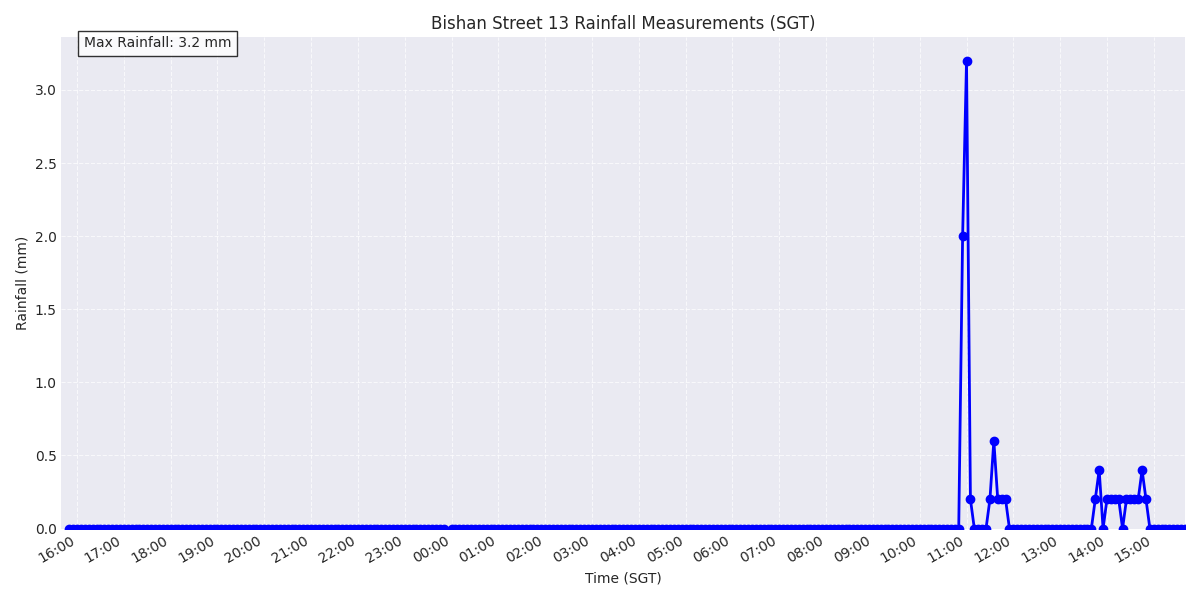 Bishan Street 13 Rainfall Measurements (SGT)
Max Rainfall: 3.2 mm
Rainfall (mm)
3.0
2.5
2.0
1.5
1.0
0.5
0.0
16:00 17:00 18:00 19:00 20:00 21:00 22:00 23:00 00:00 01:00 02:00 03:00 04:00 05:00 06:00 07:00 08:00 09:00 10:00 11:00 12:00 13:00 14:00 15:00
Time (SGT)